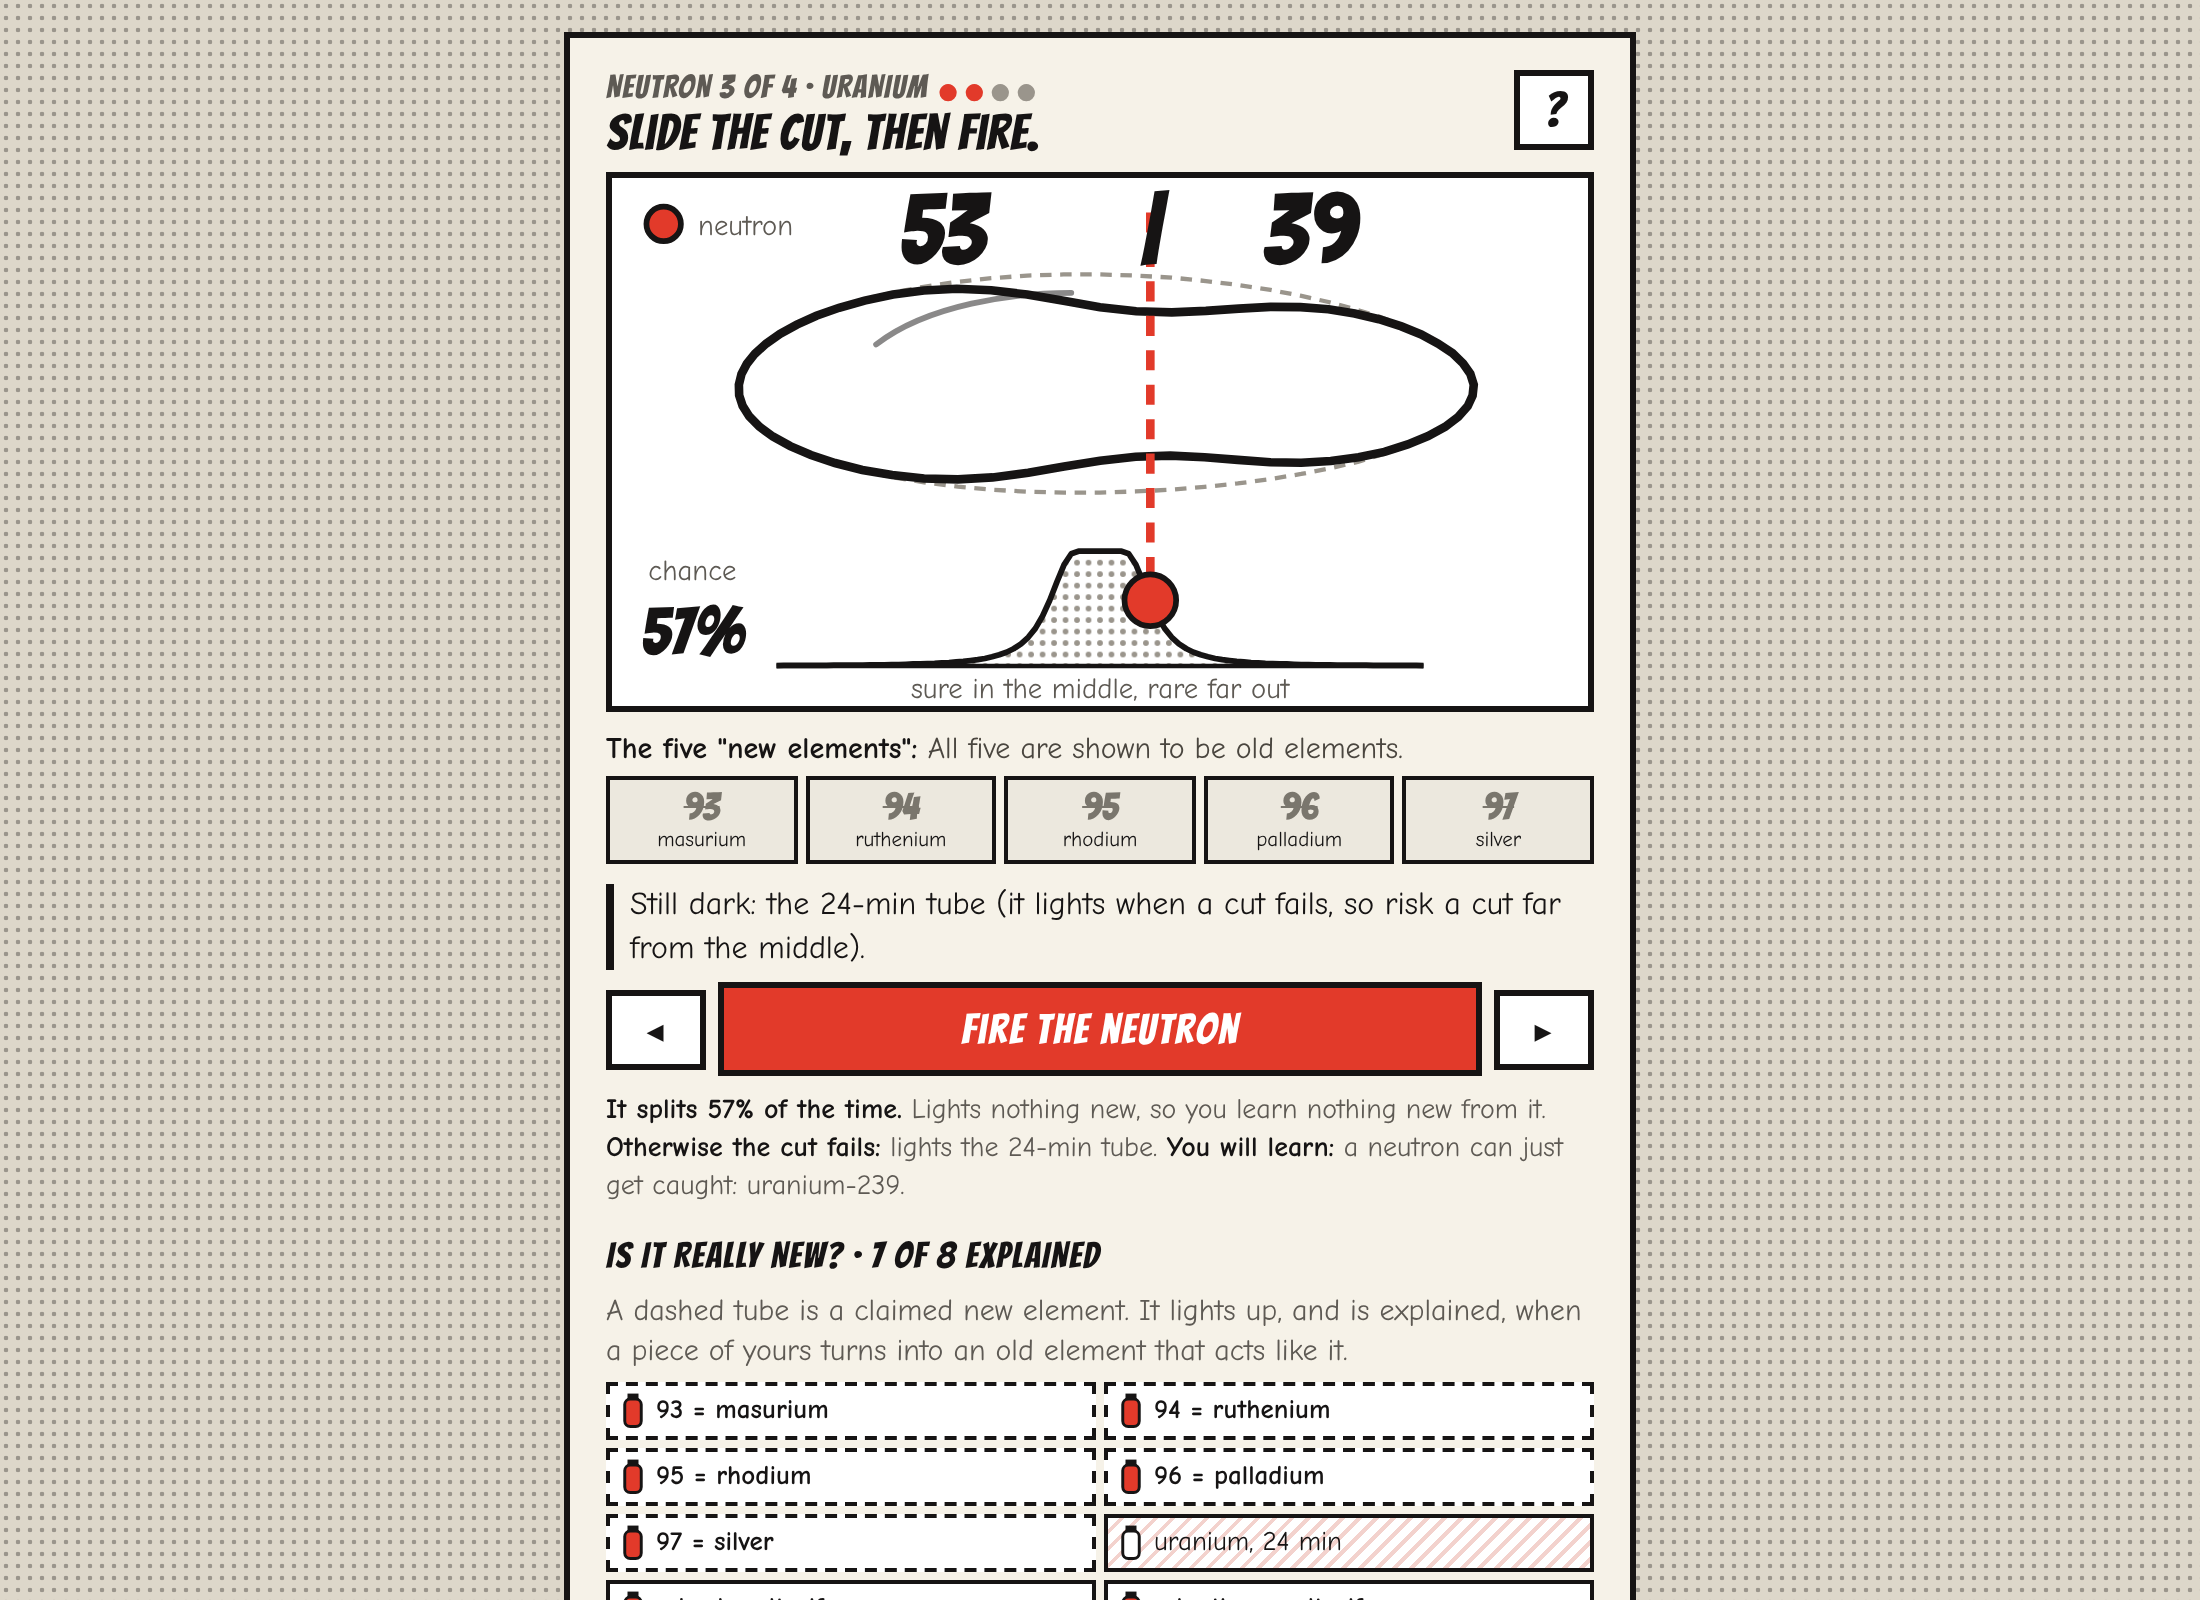 NEUTRON 3 OF 4 · URANIUM
SLIDE THE CUT, THEN FIRE.
?
neutron
53 / 39
chance
57%
sure in the middle, rare far out
The five "new elements": All five are shown to be old elements.
93 94 95 96 97
masurium ruthenium rhodium palladium silver
Still dark: the 24-min tube (it lights when a cut fails, so risk a cut far
from the middle).
◄ FIRE THE NEUTRON ►
It splits 57% of the time. Lights nothing new, so you learn nothing new from it.
Otherwise the cut fails: lights the 24-min tube. You will learn: a neutron can just
get caught: uranium-239.
IS IT REALLY NEW? · 7 OF 8 EXPLAINED
A dashed tube is a claimed new element. It lights up, and is explained, when
a piece of yours turns into an old element that acts like it.
93 = masurium
94 = ruthenium
95 = rhodium
96 = palladium
97 = silver
uranium, 24 min